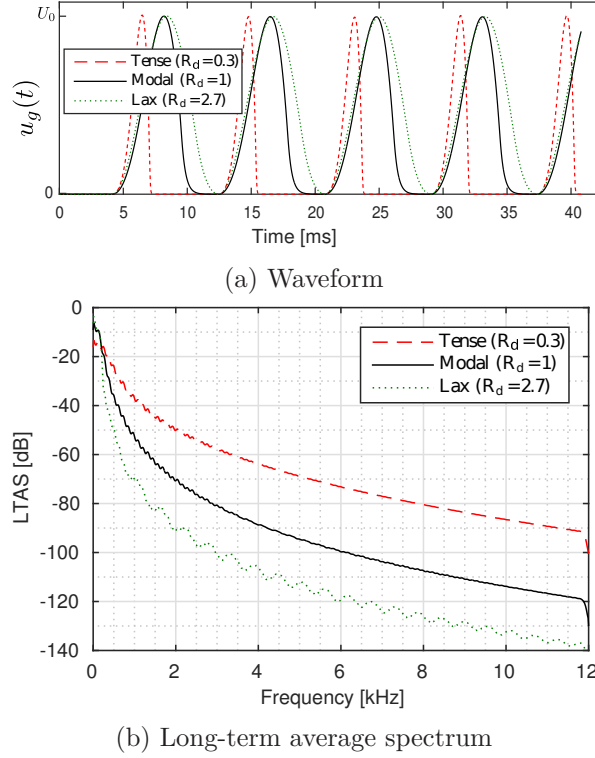 U₀
u_g(t)
0
Tense (R_d=0.3)
Modal (R_d=1)
Lax (R_d=2.7)
0 5 10 15 20 25 30 35 40
Time [ms]
(a) Waveform
0
-20
-40
-60
-80
-100
-120
-140
LTAS [dB]
Tense (R_d=0.3)
Modal (R_d=1)
Lax (R_d=2.7)
0 2 4 6 8 10 12
Frequency [kHz]
(b) Long-term average spectrum